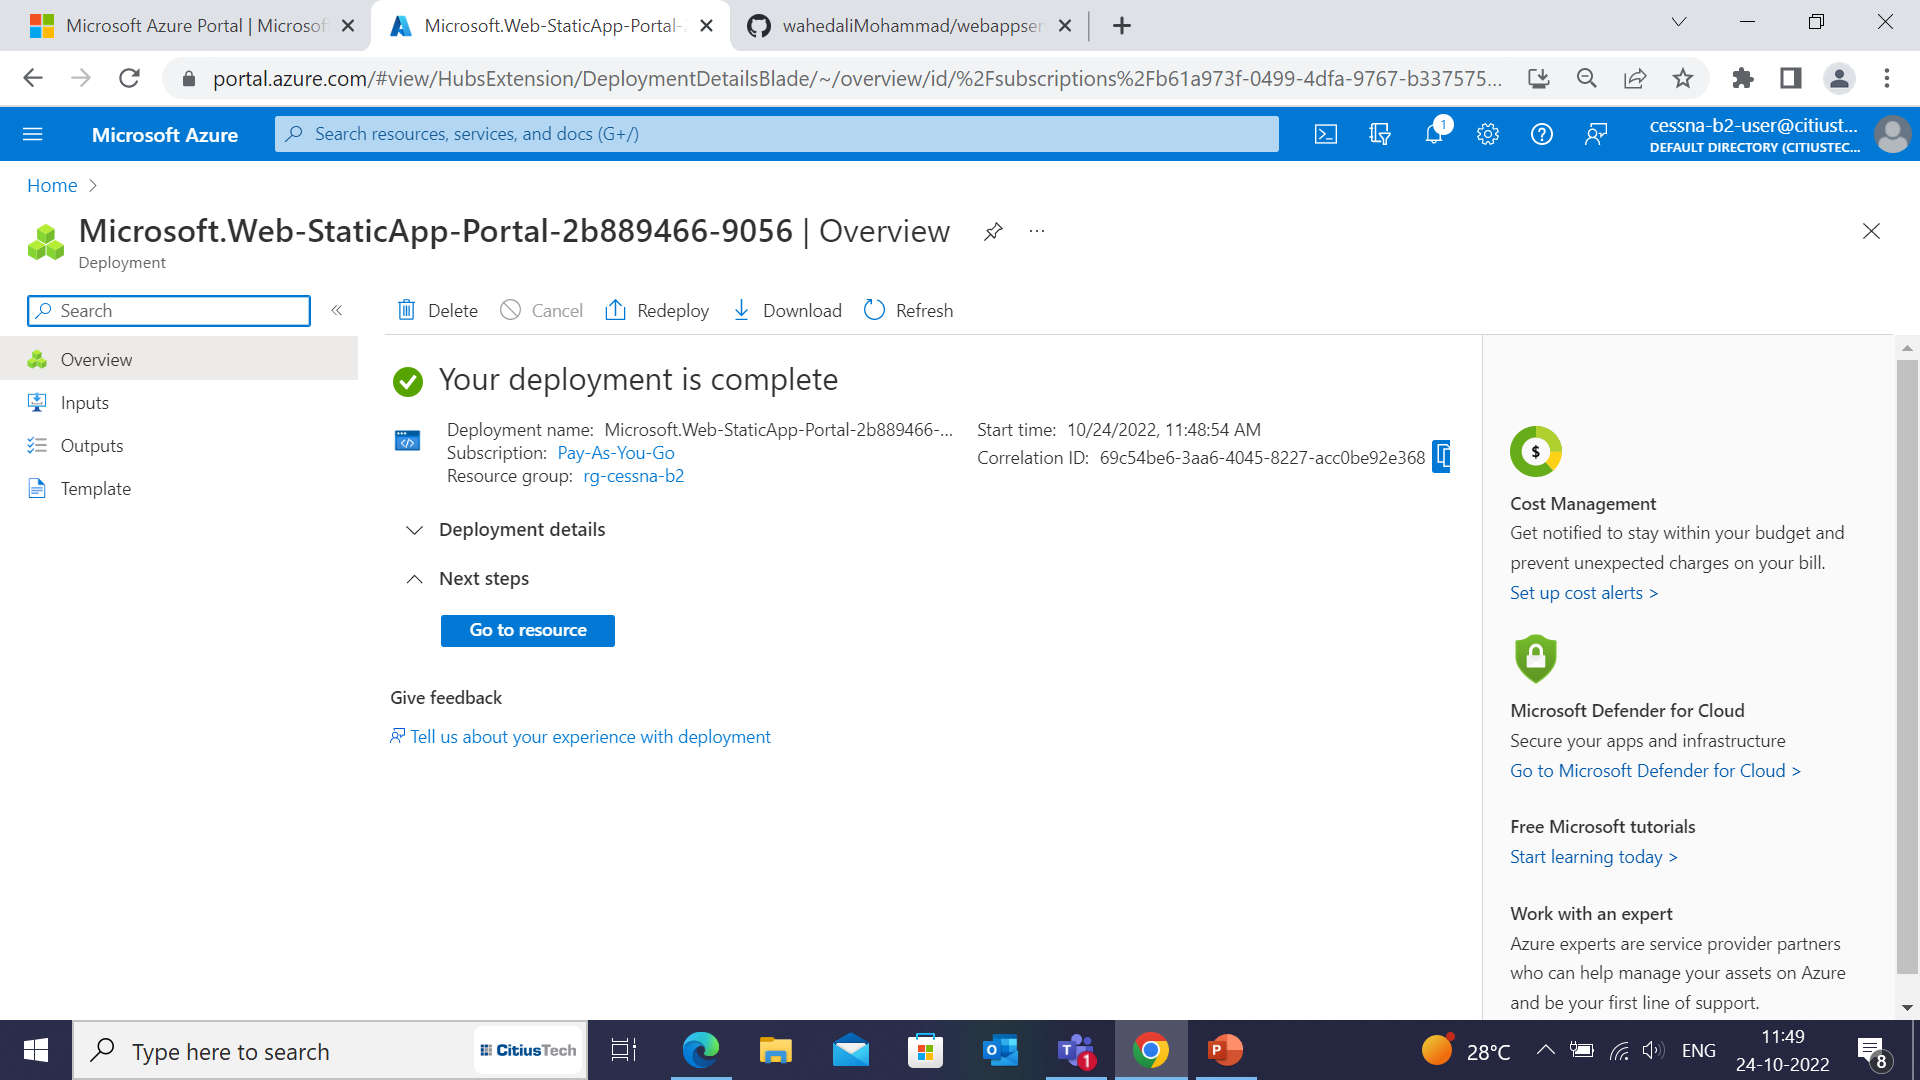 Microsoft Azure Portal | Microsof
Microsoft.Web-StaticApp-Portal-
wahedaliMohammad/webappser
portal.azure.com/#view/HubsExtension/DeploymentDetailsBlade/~/overview/id/%2Fsubscriptions%2Fb61a973f-0499-4dfa-9767-b337575...
Microsoft Azure
Search resources, services, and docs (G+/)
1
cessna-b2-user@citiust...
DEFAULT DIRECTORY (CITIUSTEC...
Home
Microsoft.Web-StaticApp-Portal-2b889466-9056 | Overview
...
Deployment
Search
«
Delete
Cancel
Redeploy
Download
Refresh
Overview
Inputs
Outputs
Template
Your deployment is complete
Deployment name: Microsoft.Web-StaticApp-Portal-2b889466-...
Subscription: Pay-As-You-Go
Resource group: rg-cessna-b2
Start time: 10/24/2022, 11:48:54 AM
Correlation ID: 69c54be6-3aa6-4045-8227-acc0be92e368
Deployment details
Next steps
Go to resource
Give feedback
Tell us about your experience with deployment
$
Cost Management
Get notified to stay within your budget and
prevent unexpected charges on your bill.
Set up cost alerts >
Microsoft Defender for Cloud
Secure your apps and infrastructure
Go to Microsoft Defender for Cloud >
Free Microsoft tutorials
Start learning today >
Work with an expert
Azure experts are service provider partners
who can help manage your assets on Azure
and be your first line of support.
Type here to search
CitiusTech
1
28°C
ENG
11:49
24-10-2022
8